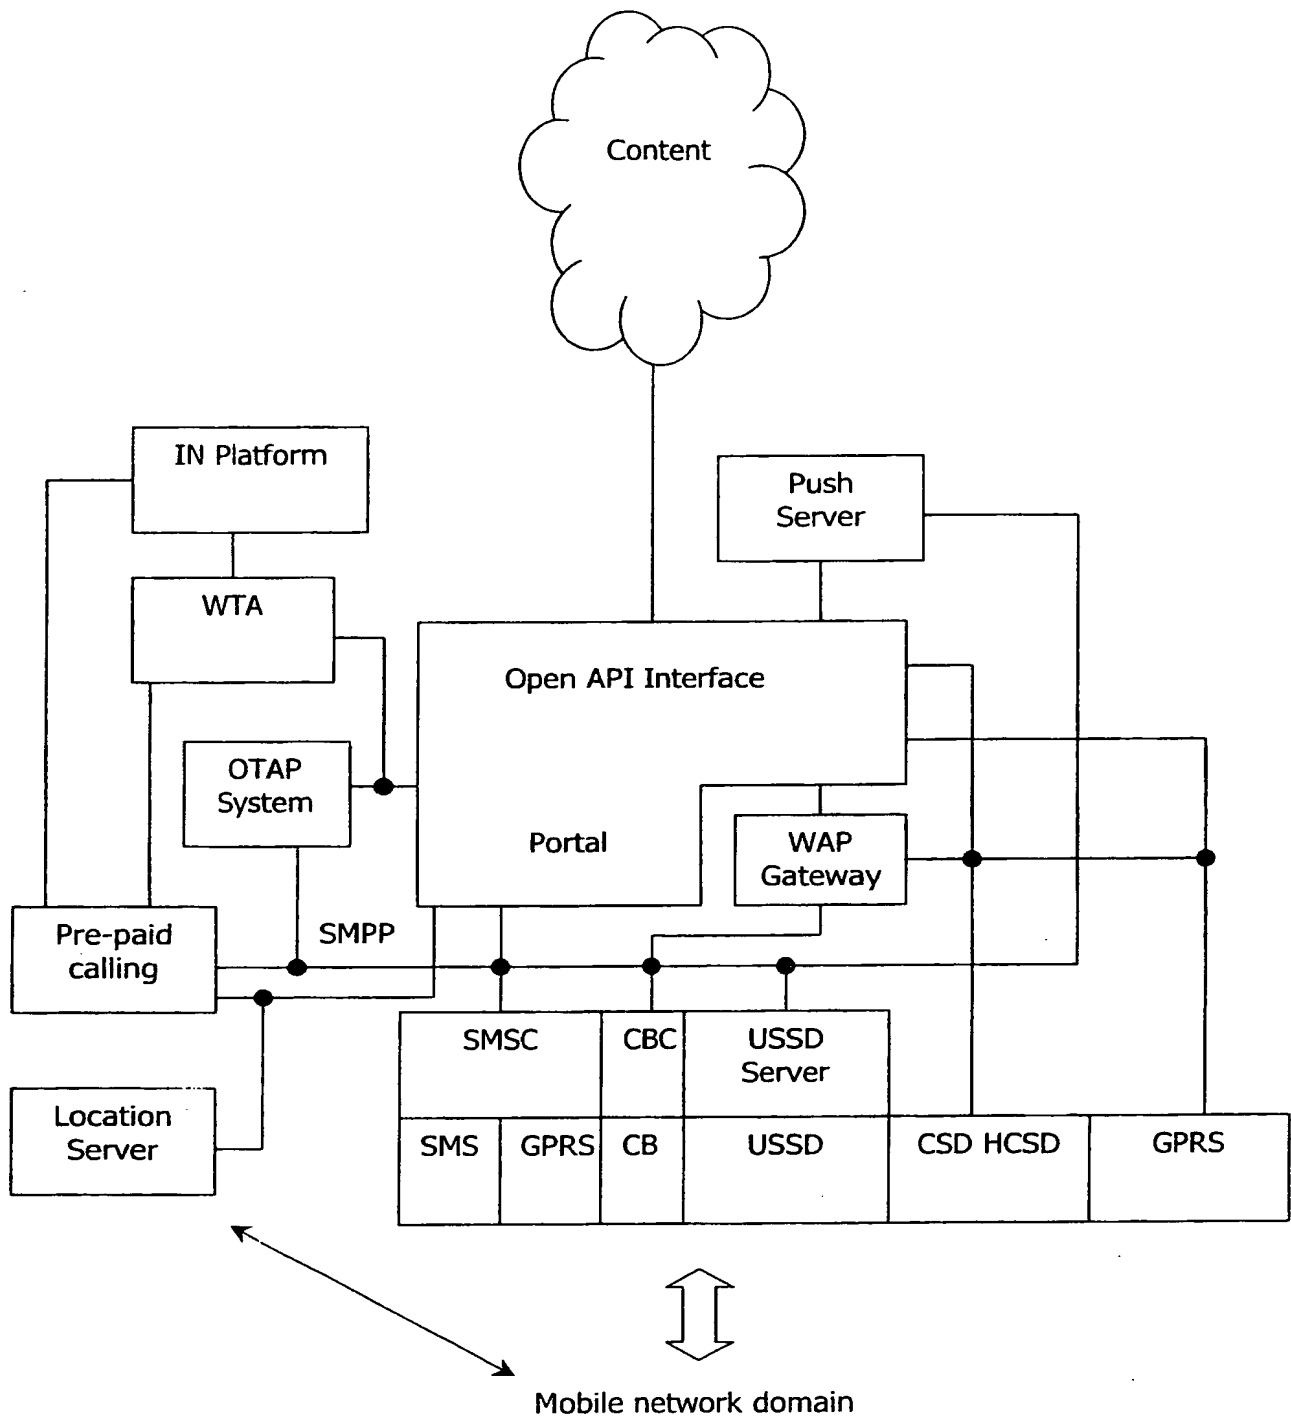 Content
IN Platform
Push
Server
WTA
Open API Interface
OTAP
System
Portal
WAP
Gateway
Pre-paid
calling
SMPP
SMSC
CBC
USSD
Server
Location
Server
SMS
GPRS
CB
USSD
CSD HCSD
GPRS
Mobile network domain